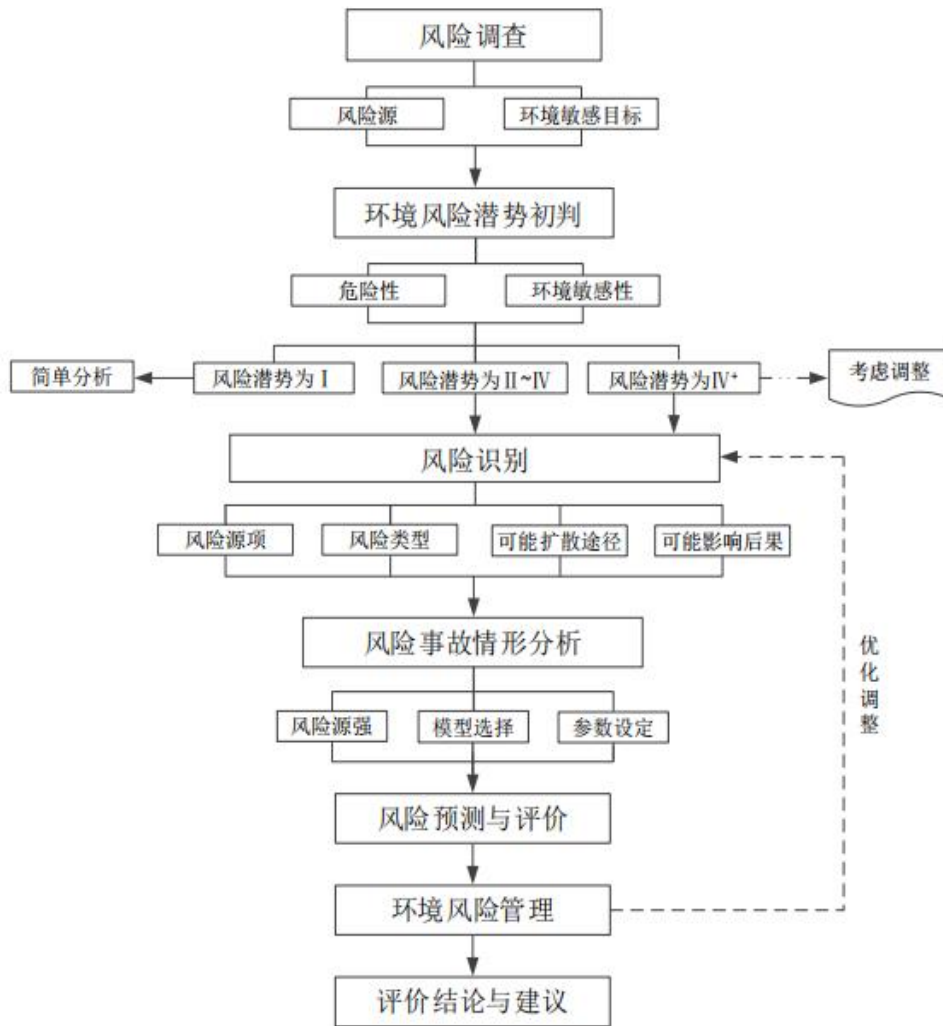 风险调查
风险源
环境敏感目标
环境风险潜势初判
危险性
环境敏感性
简单分析
风险潜势为Ⅰ
风险潜势为Ⅱ~Ⅳ
风险潜势为Ⅳ⁺
考虑调整
风险识别
风险源项
风险类型
可能扩散途径
可能影响后果
风险事故情形分析
风险源强
模型选择
参数设定
优化调整
风险预测与评价
环境风险管理
评价结论与建议